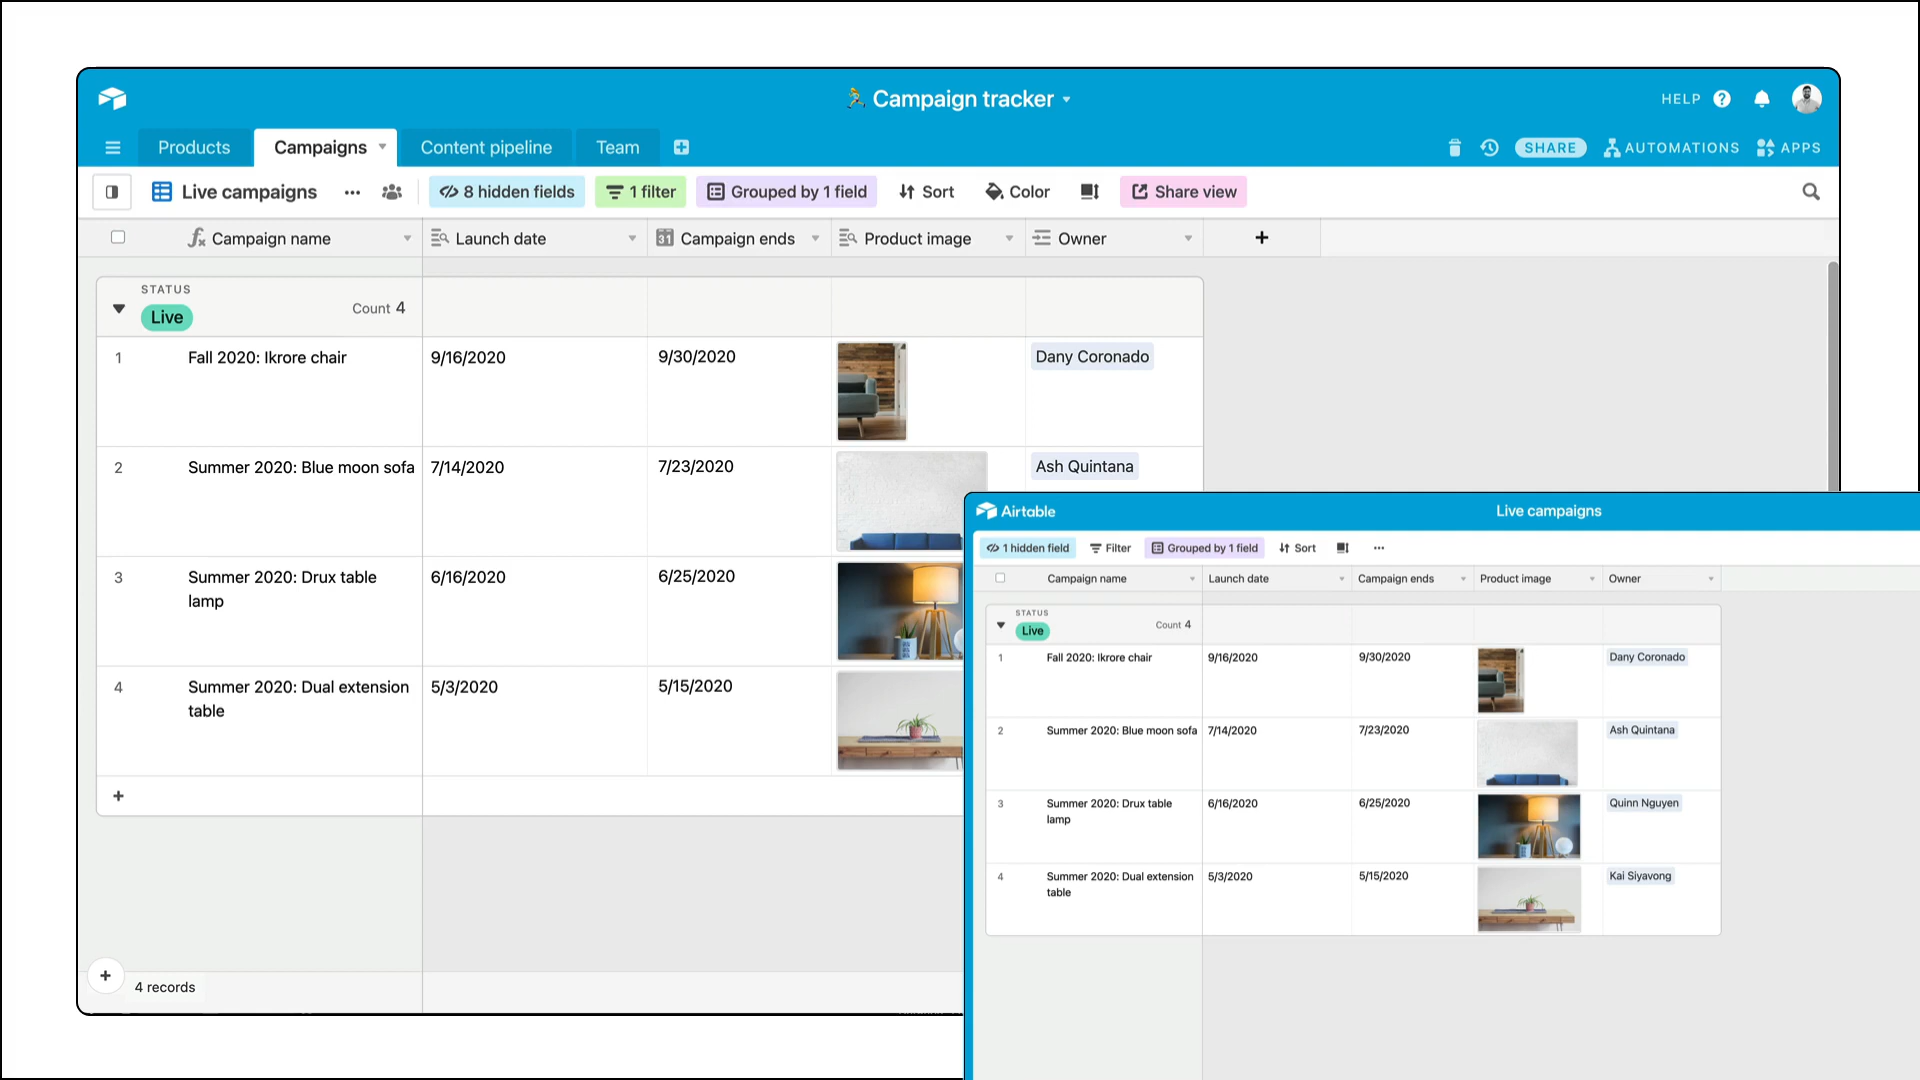 Campaign tracker
HELP
Products
Campaigns
Content pipeline
Team
SHARE
AUTOMATIONS
APPS
Live campaigns
8 hidden fields
1 filter
Grouped by 1 field
Sort
Color
Share view
Campaign name
Launch date
31
Campaign ends
Product image
Owner
STATUS
Live
Count 4
1
Fall 2020: Ikrore chair
9/16/2020
9/30/2020
Dany Coronado
2
Summer 2020: Blue moon sofa
7/14/2020
7/23/2020
Ash Quintana
3
Summer 2020: Drux table
lamp
6/16/2020
6/25/2020
4
Summer 2020: Dual extension
table
5/3/2020
5/15/2020
4 records
Airtable
Live campaigns
1 hidden field
Filter
Grouped by 1 field
Sort
Campaign name
Launch date
Campaign ends
Product image
Owner
STATUS
Live
Count 4
1
Fall 2020: Ikrore chair
9/16/2020
9/30/2020
Dany Coronado
2
Summer 2020: Blue moon sofa
7/14/2020
7/23/2020
Ash Quintana
3
Summer 2020: Drux table
lamp
6/16/2020
6/25/2020
Quinn Nguyen
4
Summer 2020: Dual extension
table
5/3/2020
5/15/2020
Kai Siyavong